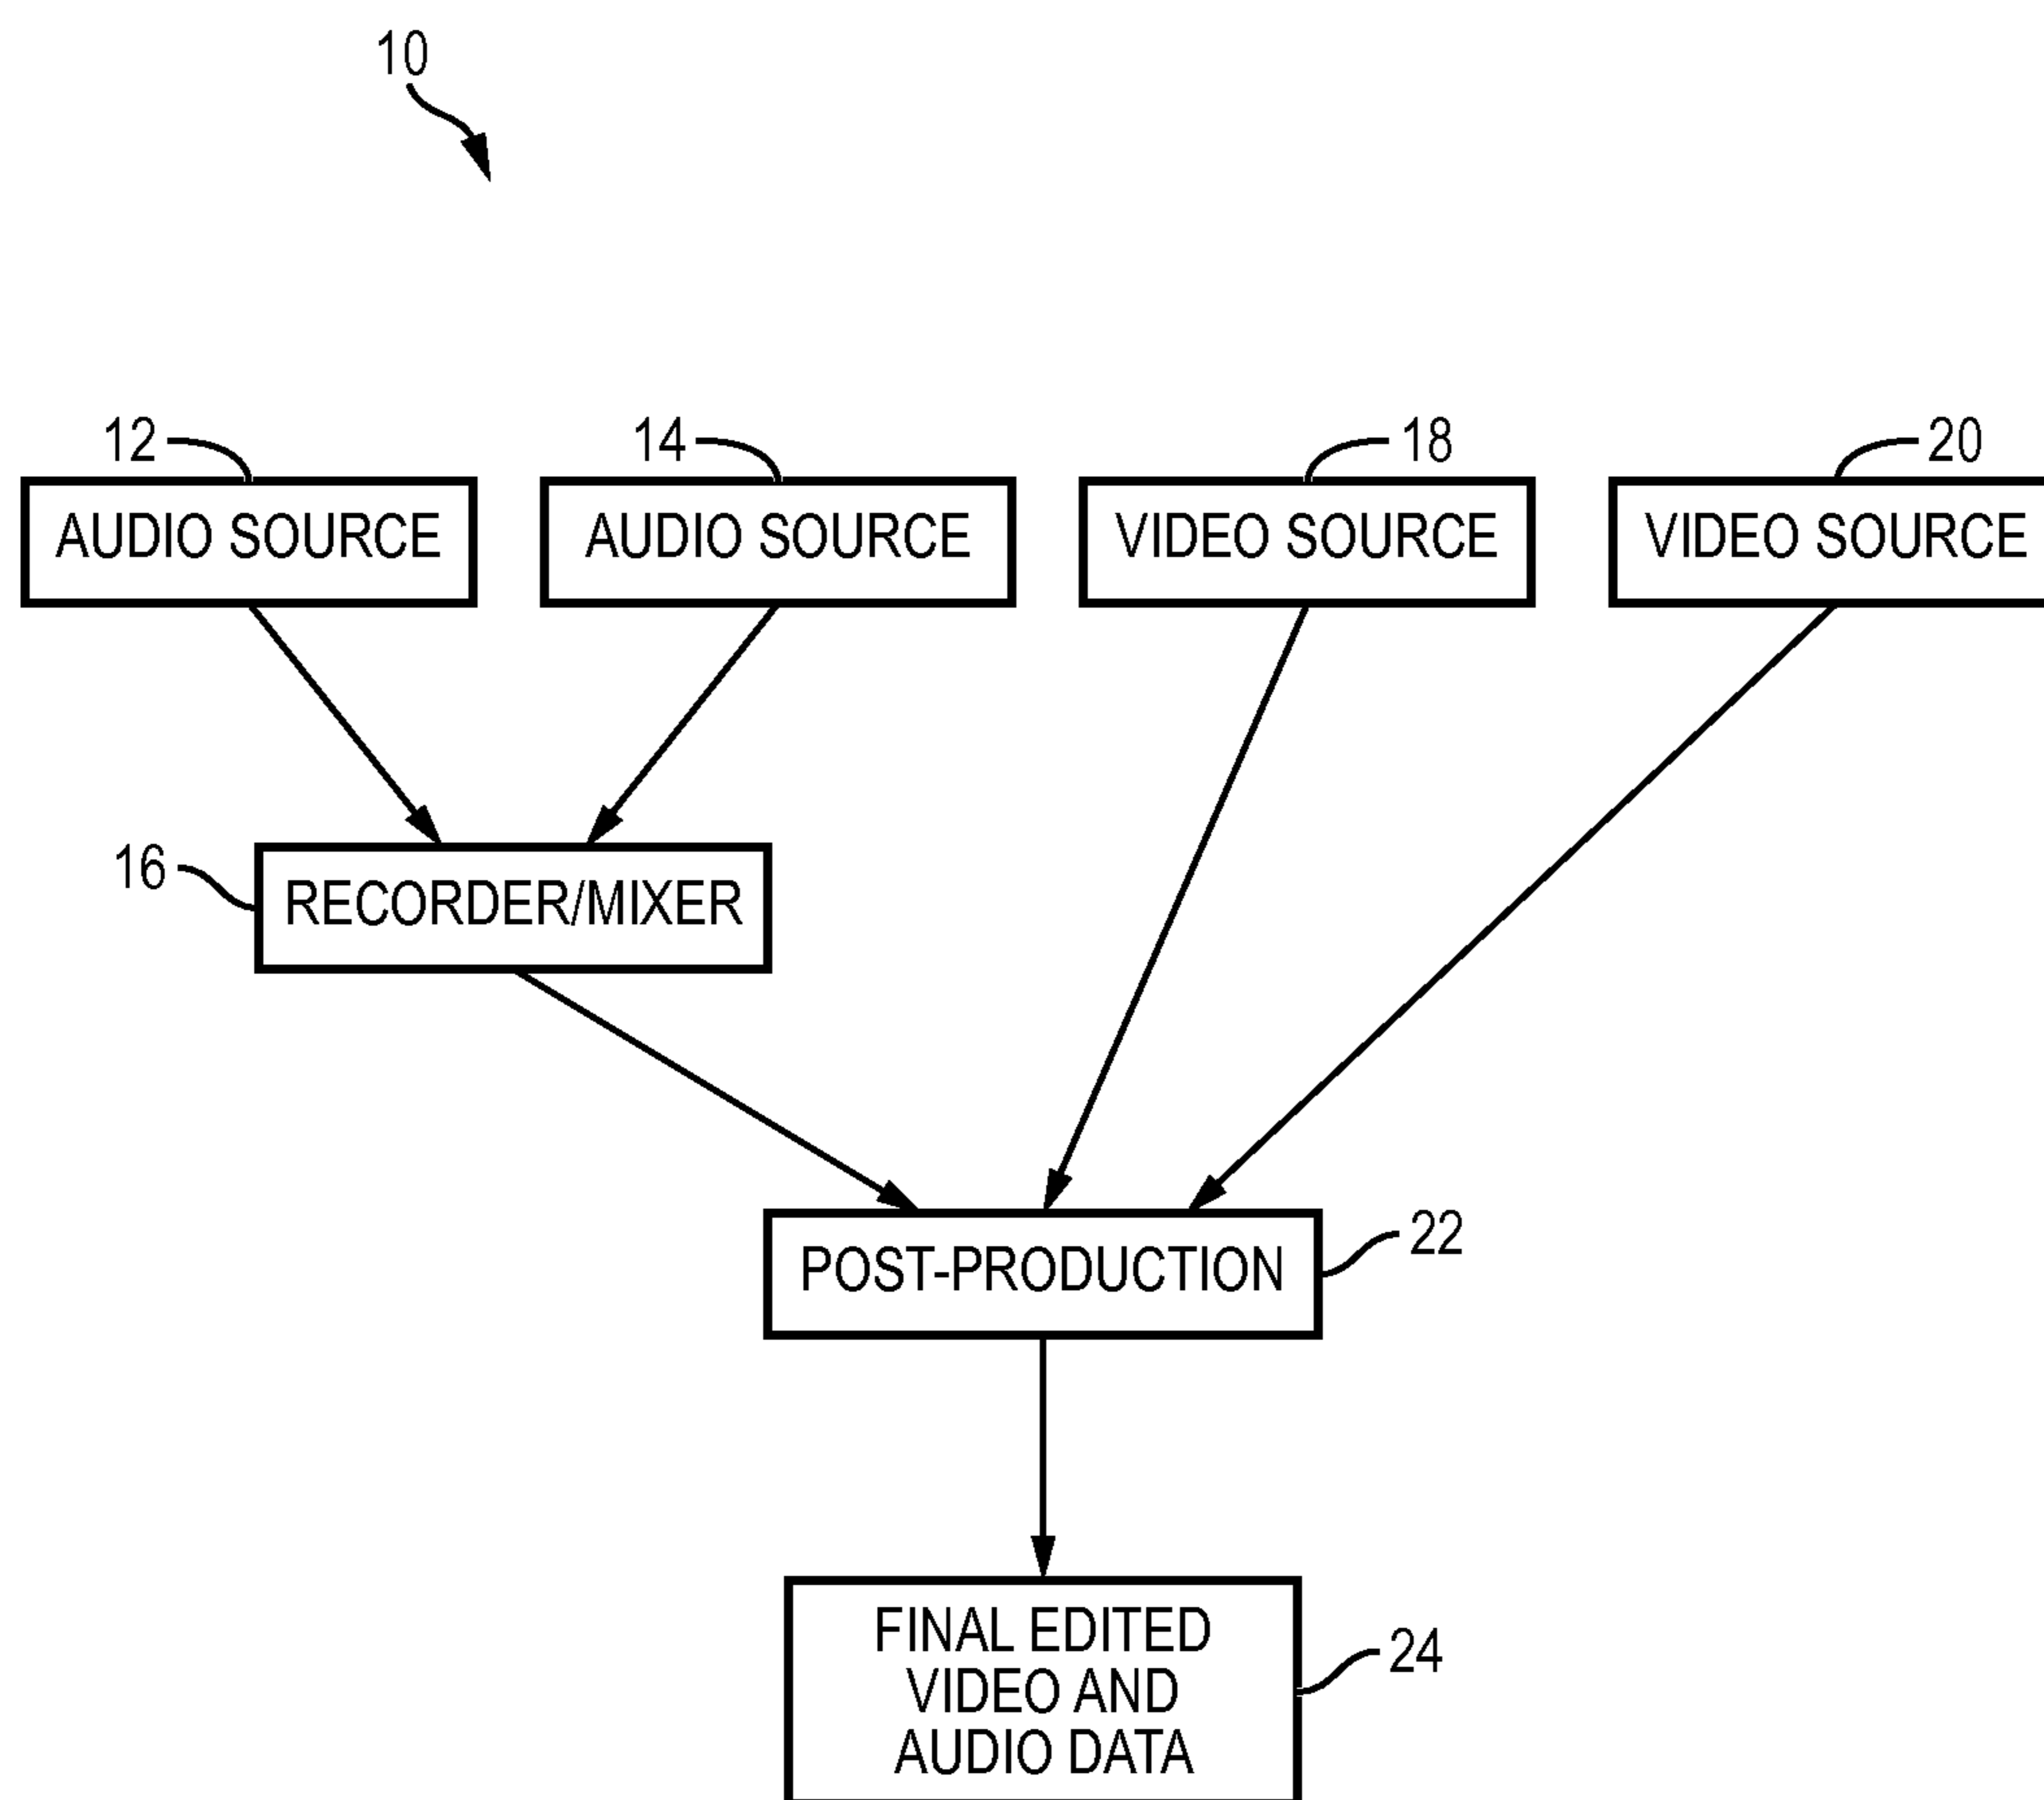 10
12
14
18
20
AUDIO SOURCE
AUDIO SOURCE
VIDEO SOURCE
VIDEO SOURCE
16
RECORDER/MIXER
22
POST-PRODUCTION
FINAL EDITED
VIDEO AND
AUDIO DATA
24